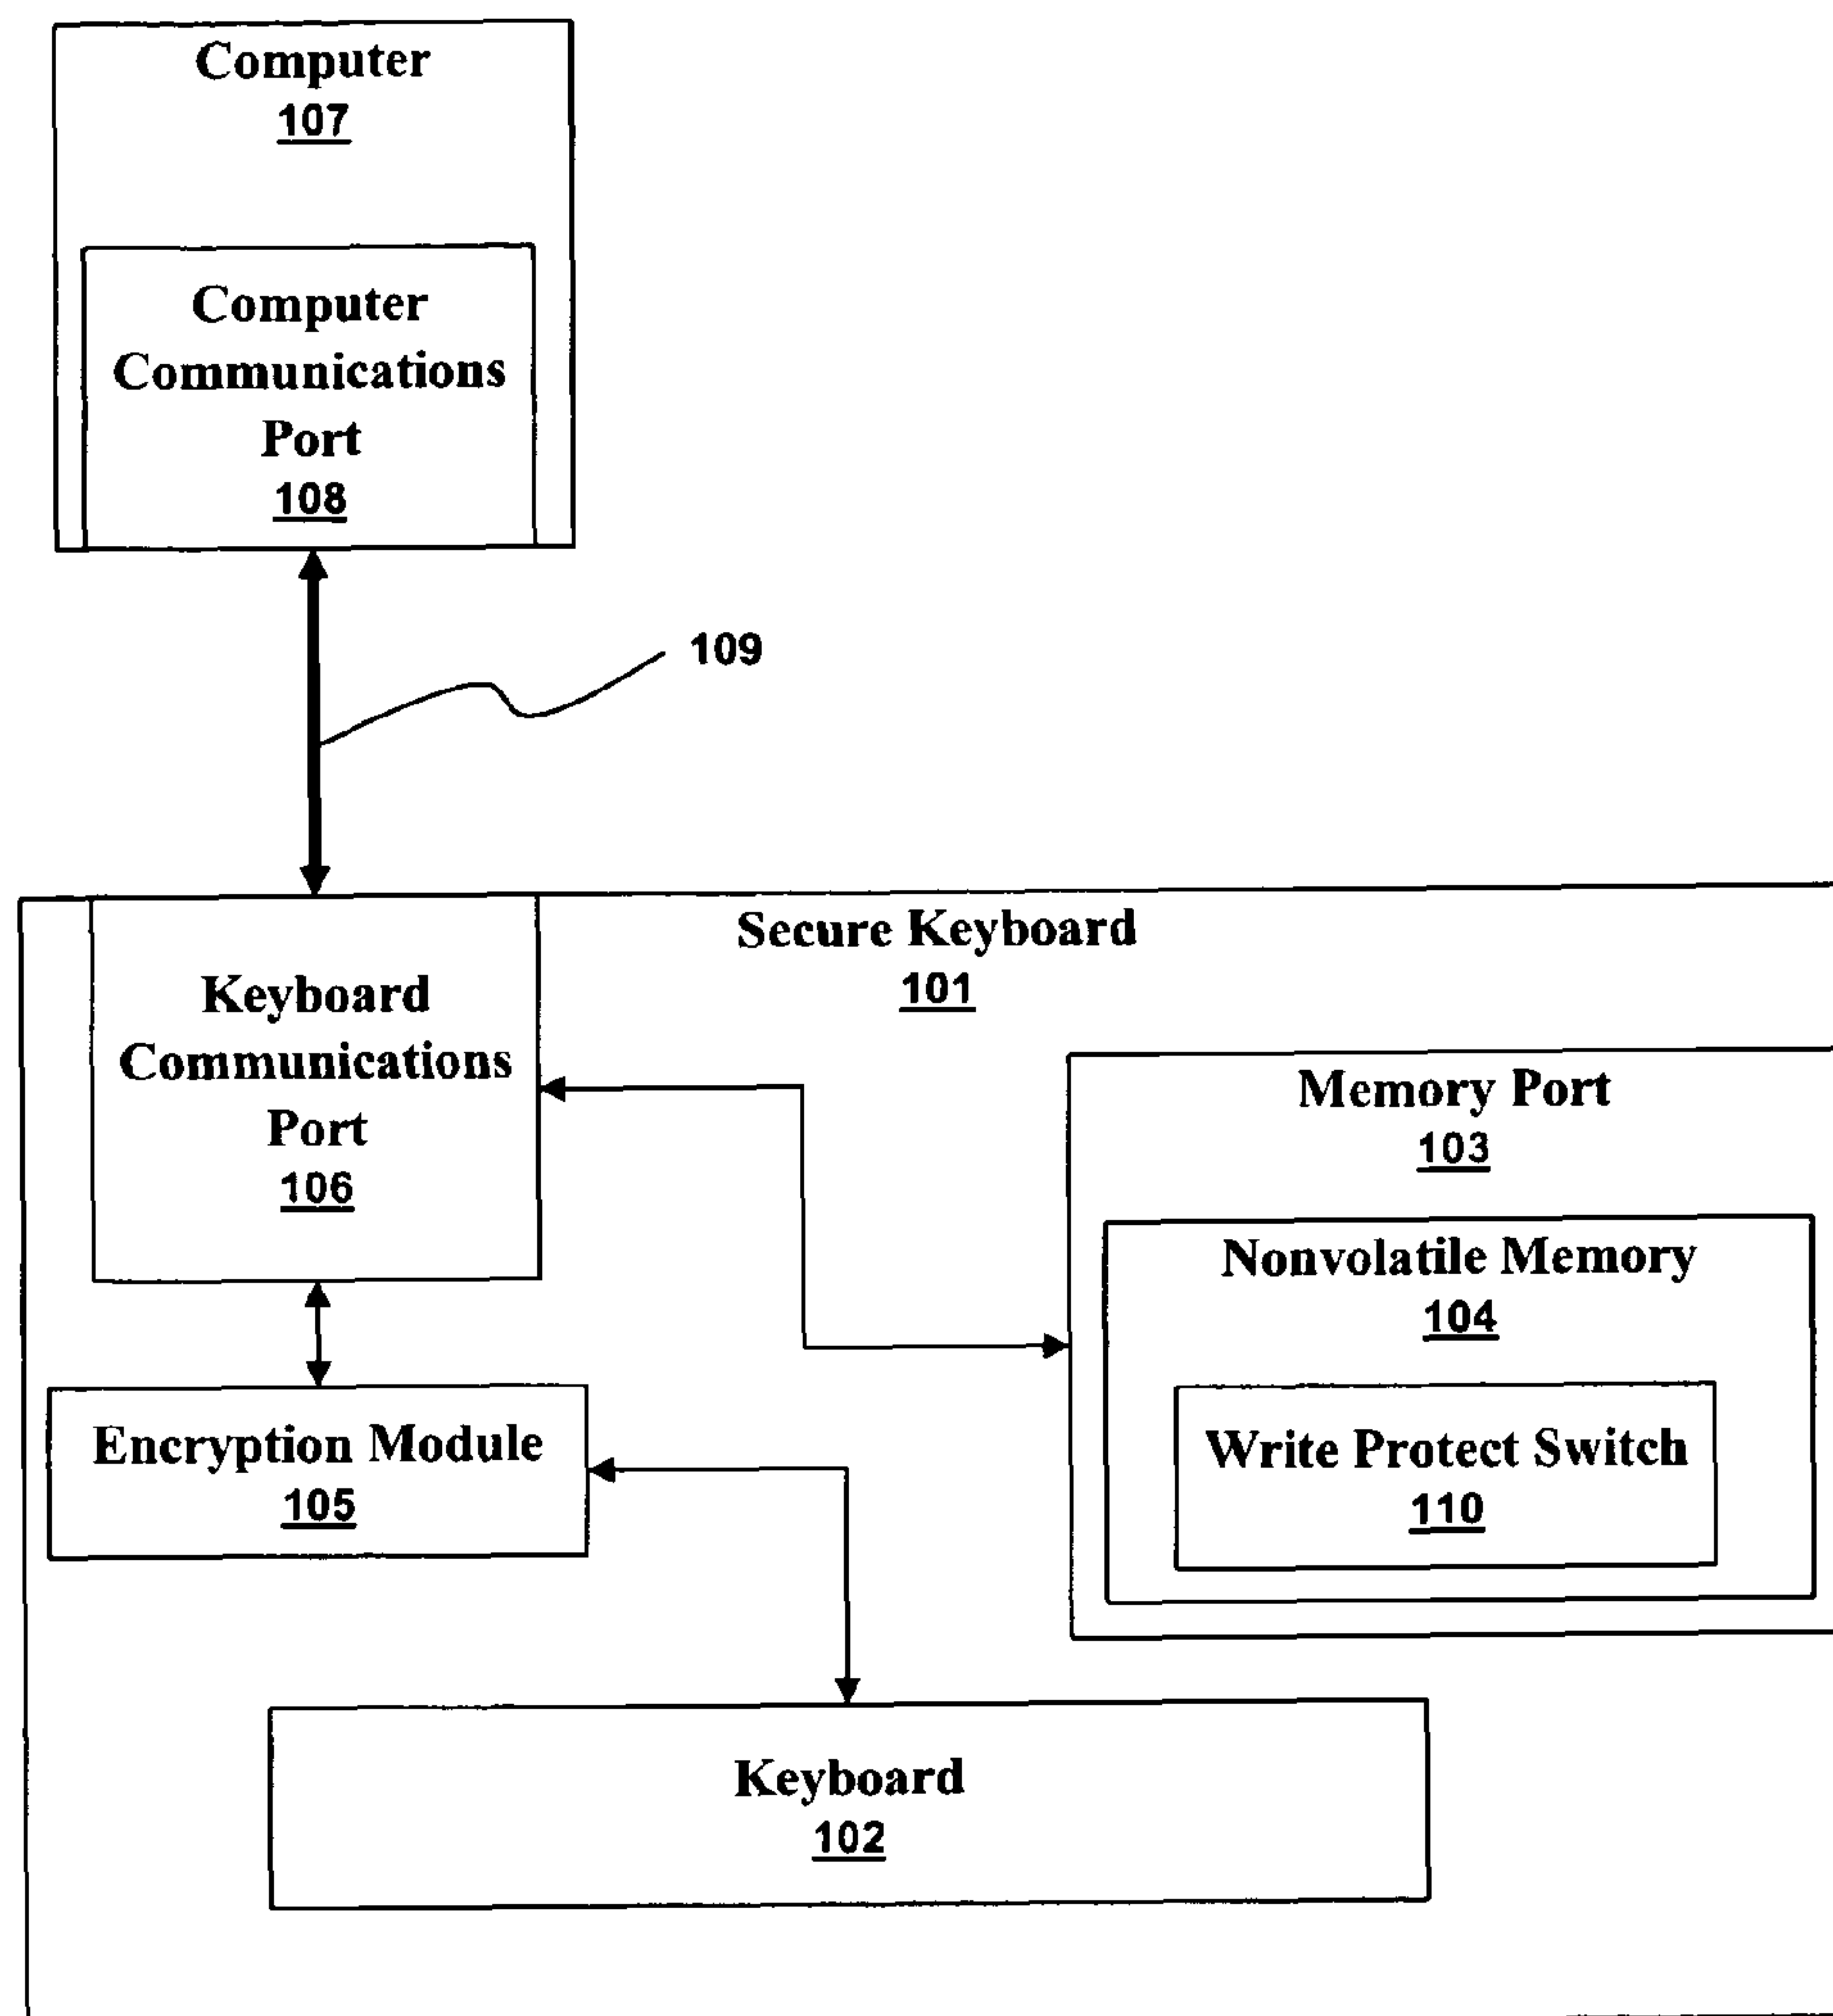 Computer
107
Computer
Communications
Port
108
109
Secure Keyboard
101
Keyboard
Communications
Port
106
Memory Port
103
Nonvolatile Memory
104
Write Protect Switch
110
Encryption Module
105
Keyboard
102